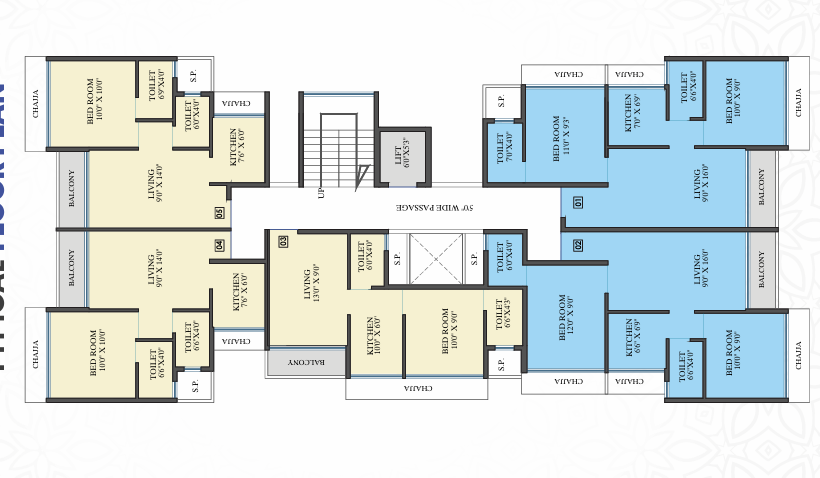 TYPICAL FLOOR PLAN
CHAJJA
BED ROOM
10'0" X 10'0"
TOILET
6'9"X4'0"
S.P.
TOILET
6'0"X4'0"
CHAJJA
KITCHEN
7'6" X 6'0"
BALCONY
LIVING
9'0" X 14'0"
05
UP
LIFT
6'0"X5'3"
5'0' WIDE PASSAGE
S.P.
TOILET
7'0"X4'0"
CHAJJA
BED ROOM
11'0" X 9'3"
CHAJJA
KITCHEN
7'0" X 6'9"
TOILET
6'6"X4'0"
BED ROOM
10'0" X 9'0"
CHAJJA
01
LIVING
9'0" X 16'0"
BALCONY
BALCONY
LIVING
9'0" X 14'0"
04
KITCHEN
7'6" X 6'0"
CHAJJA
CHAJJA
BED ROOM
10'0" X 10'0"
TOILET
6'6"X4'0"
TOILET
6'6"X4'0"
S.P.
03
LIVING
13'0" X 9'0"
BALCONY
TOILET
6'0"X4'0"
S.P.
S.P.
KITCHEN
10'0" X 6'0"
BED ROOM
10'0" X 9'0"
TOILET
6'6"X4'3"
S.P.
CHAJJA
TOILET
6'0"X4'0"
02
BED ROOM
12'0" X 9'0"
CHAJJA
KITCHEN
6'6" X 6'9"
CHAJJA
LIVING
9'0" X 16'0"
BALCONY
TOILET
6'6"X4'0"
BED ROOM
10'0" X 9'0"
CHAJJA